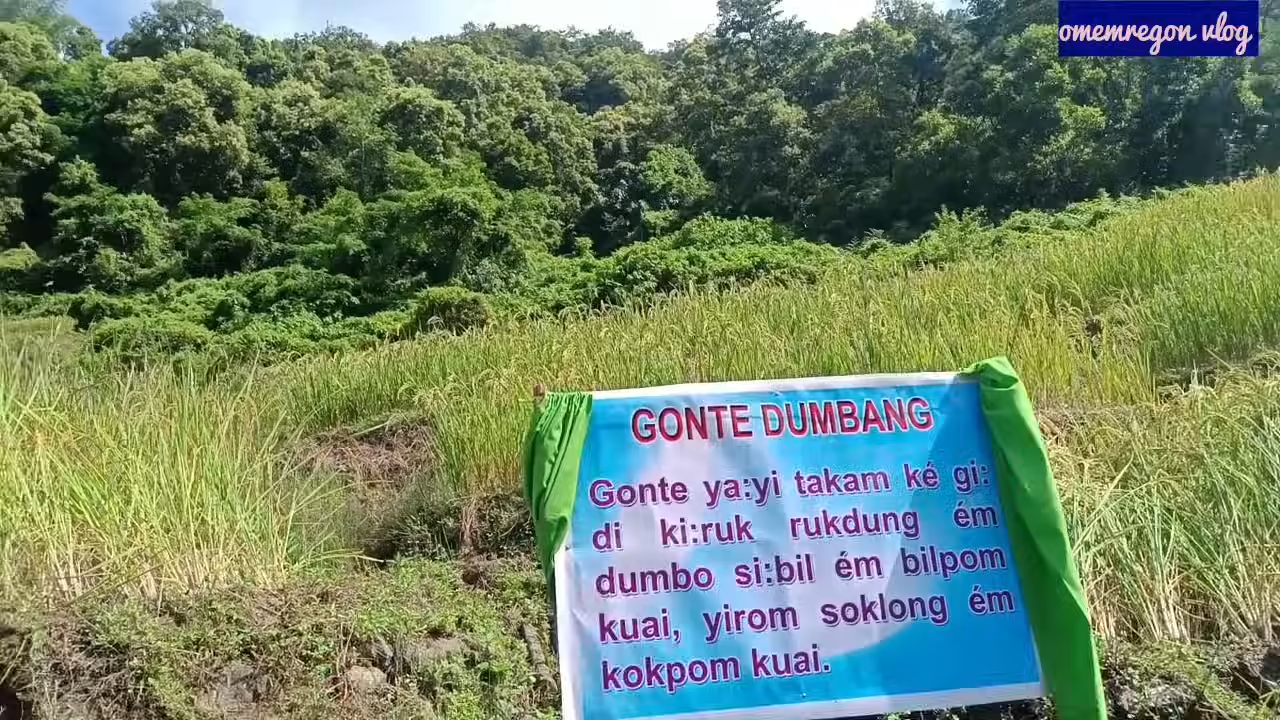 omemregon vlog
GONTE DUMBANG
Gonte ya:yi takam ké gi:
di ki:ruk rukdung ém
dumbo si:bil ém bilpom
kuai, yirom soklong ém
kokpom kuai.